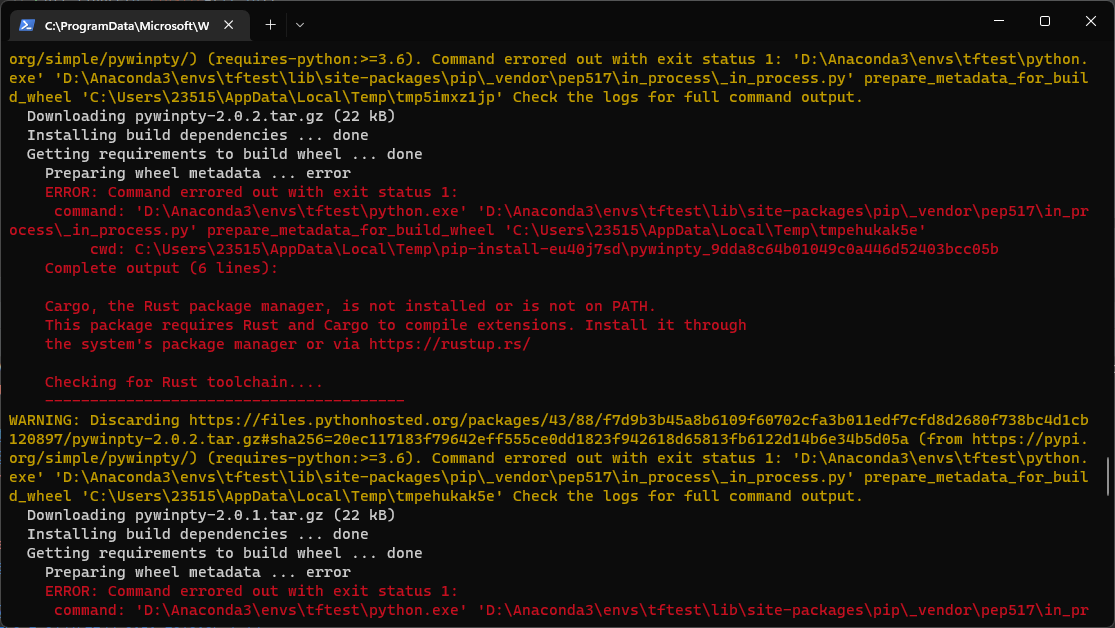 C:\ProgramData\Microsoft\W
org/simple/pywinpty/) (requires-python:>=3.6). Command errored out with exit status 1: 'D:\Anaconda3\envs\tftest\python.
exe' 'D:\Anaconda3\envs\tftest\lib\site-packages\pip\_vendor\pep517\in_process\_in_process.py' prepare_metadata_for_buil
d_wheel 'C:\Users\23515\AppData\Local\Temp\tmp5imxz1jp' Check the logs for full command output.
Downloading pywinpty-2.0.2.tar.gz (22 kB)
Installing build dependencies ... done
Getting requirements to build wheel ... done
Preparing wheel metadata ... error
ERROR: Command errored out with exit status 1:
command: 'D:\Anaconda3\envs\tftest\python.exe' 'D:\Anaconda3\envs\tftest\lib\site-packages\pip\_vendor\pep517\in_pr
ocess\_in_process.py' prepare_metadata_for_build_wheel 'C:\Users\23515\AppData\Local\Temp\tmpehukak5e'
cwd: C:\Users\23515\AppData\Local\Temp\pip-install-eu40j7sd\pywinpty_9dda8c64b01049c0a446d52403bcc05b
Complete output (6 lines):
Cargo, the Rust package manager, is not installed or is not on PATH.
This package requires Rust and Cargo to compile extensions. Install it through
the system's package manager or via https://rustup.rs/
Checking for Rust toolchain....
----------------------------------------
WARNING: Discarding https://files.pythonhosted.org/packages/43/88/f7d9b3b45a8b6109f60702cfa3b011edf7cfd8d2680f738bc4d1cb
120897/pywinpty-2.0.2.tar.gz#sha256=20ec117183f79642eff555ce0dd1823f942618d65813fb6122d14b6e34b5d05a (from https://pypi.
org/simple/pywinpty/) (requires-python:>=3.6). Command errored out with exit status 1: 'D:\Anaconda3\envs\tftest\python.
exe' 'D:\Anaconda3\envs\tftest\lib\site-packages\pip\_vendor\pep517\in_process\_in_process.py' prepare_metadata_for_buil
d_wheel 'C:\Users\23515\AppData\Local\Temp\tmpehukak5e' Check the logs for full command output.
Downloading pywinpty-2.0.1.tar.gz (22 kB)
Installing build dependencies ... done
Getting requirements to build wheel ... done
Preparing wheel metadata ... error
ERROR: Command errored out with exit status 1:
command: 'D:\Anaconda3\envs\tftest\python.exe' 'D:\Anaconda3\envs\tftest\lib\site-packages\pip\_vendor\pep517\in_pr